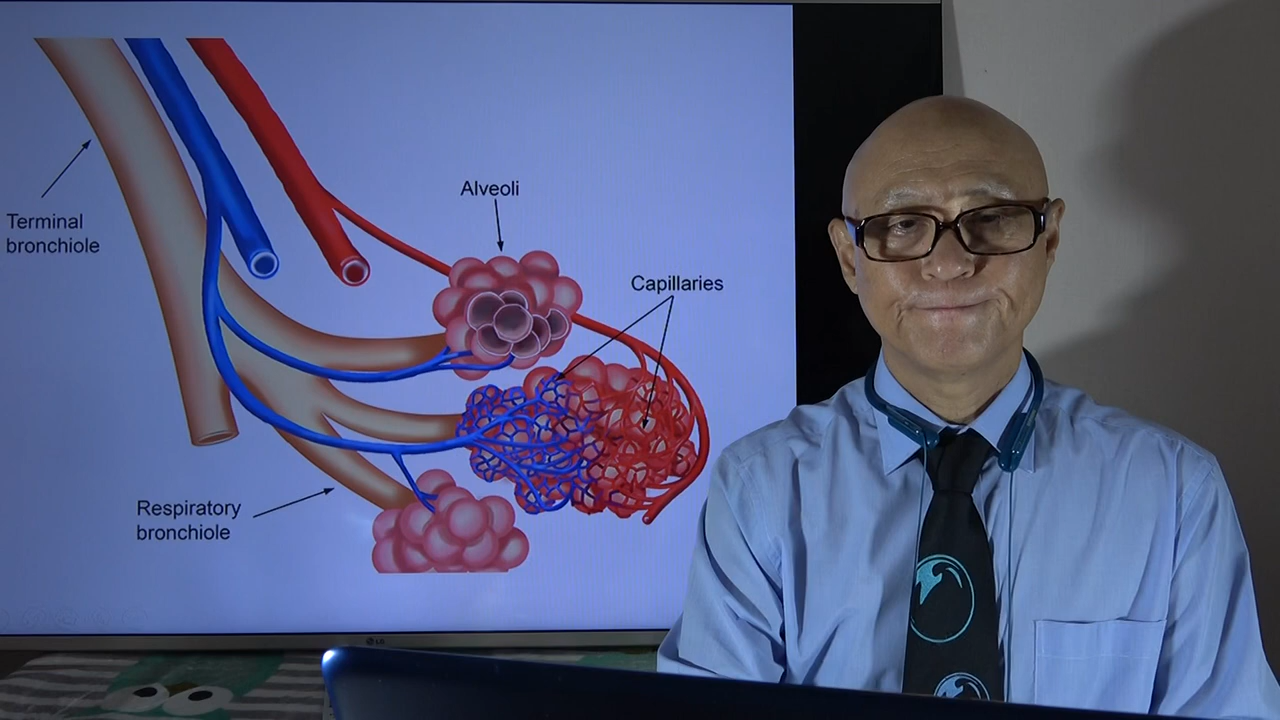 Alveoli
Terminal
bronchiole
Capillaries
Respiratory
bronchiole
LG